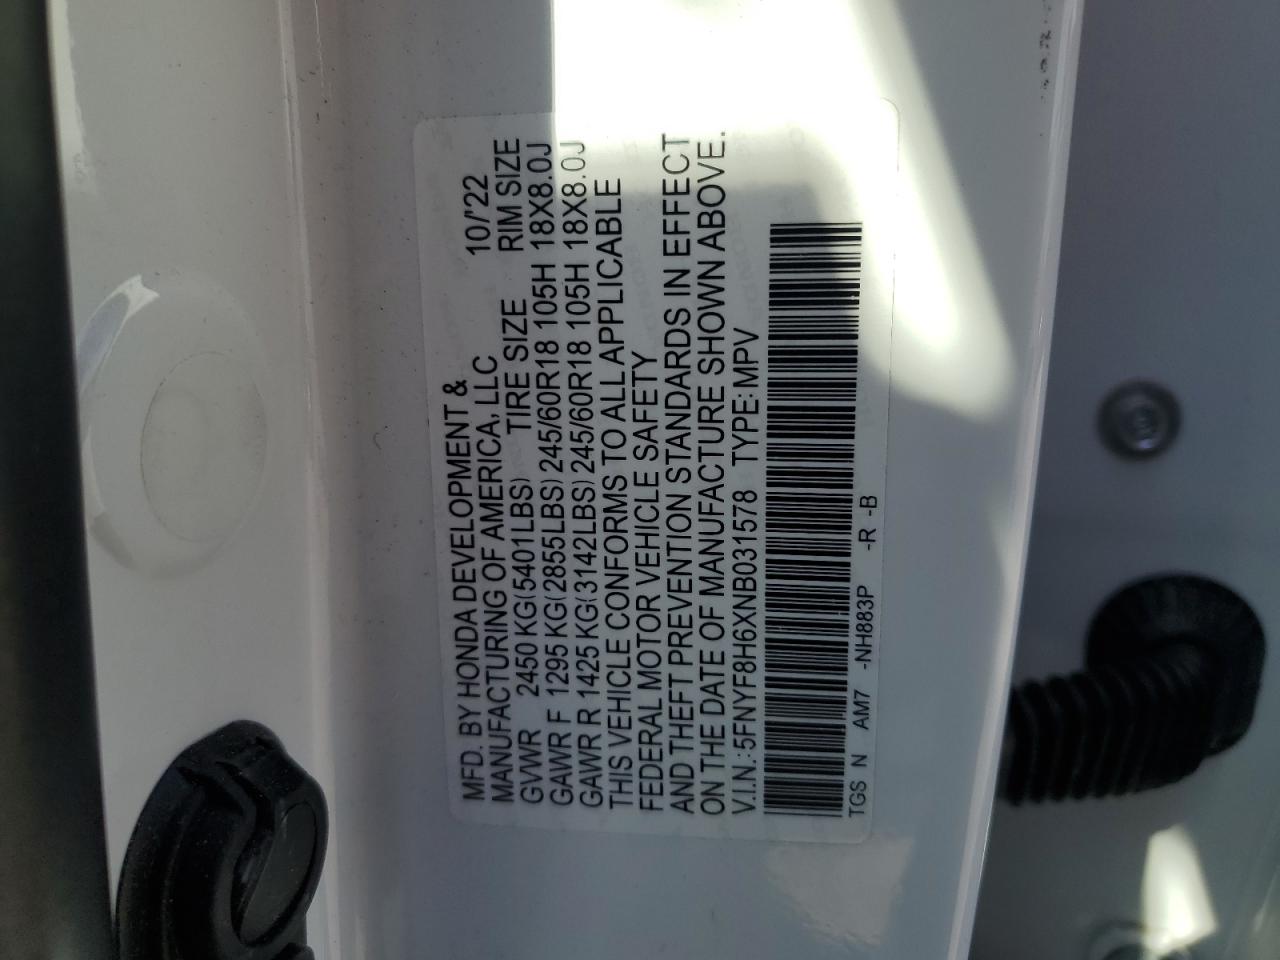 MFD. BY HONDA DEVELOPMENT &
MANUFACTURING OF AMERICA, LLC 10/'22
GVWR 2450 KG(5401LBS) TIRE SIZE RIM SIZE
GAWR F 1295 KG(2855LBS) 245/60R18 105H 18X8.0J
GAWR R 1425 KG(3142LBS) 245/60R18 105H 18X8.0J
THIS VEHICLE CONFORMS TO ALL APPLICABLE
FEDERAL MOTOR VEHICLE SAFETY
AND THEFT PREVENTION STANDARDS IN EFFECT
ON THE DATE OF MANUFACTURE SHOWN ABOVE.
V.I.N.:5FNYF8H6XNB031578 TYPE:MPV
TGS N AM7 -NH883P -R -B